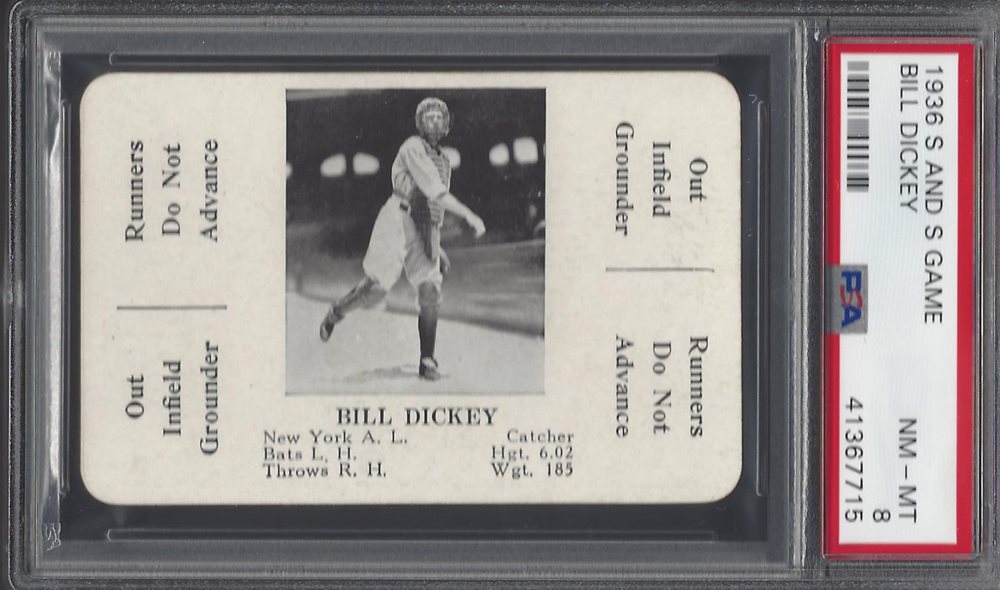 Runners
Do Not
Advance
Out
Infield
Grounder
Out
Infield
Grounder
Runners
Do Not
Advance
BILL DICKEY
New York A. L. Catcher
Bats L. H. Hgt. 6.02
Throws R. H. Wgt. 185
1936 S AND S GAME
BILL DICKEY
NM - MT
8
PSA
41367715